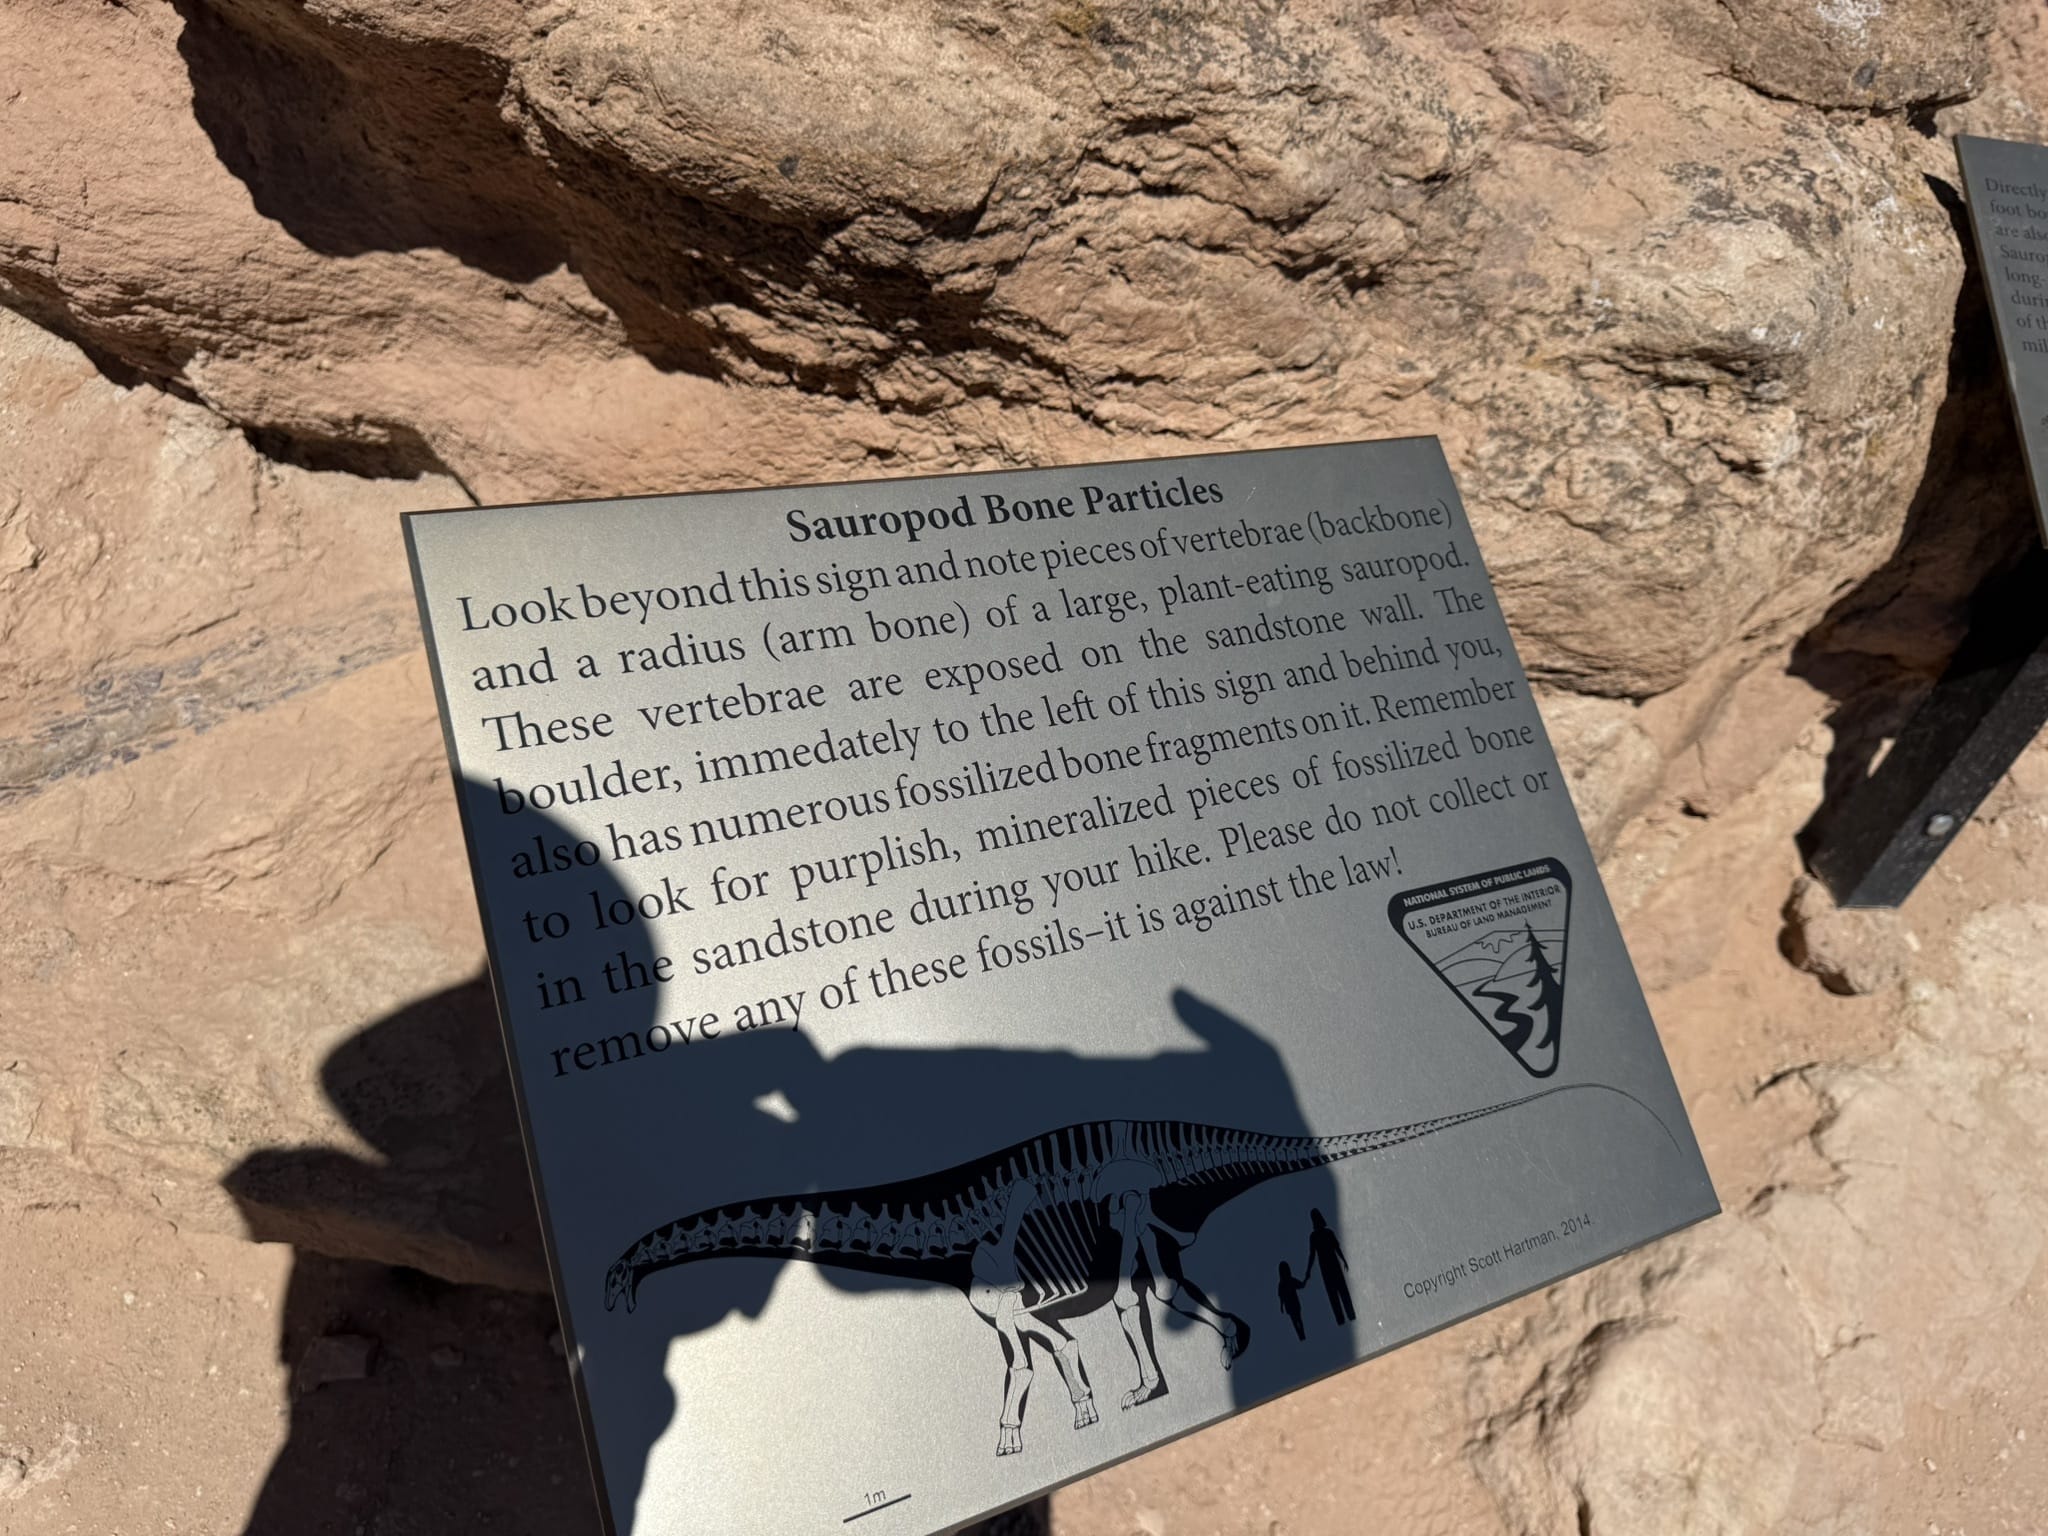 Sauropod Bone Particles
Look beyond this sign and note pieces of vertebrae (backbone)
and a radius (arm bone) of a large, plant-eating sauropod.
These vertebrae are exposed on the sandstone wall. The
boulder, immedately to the left of this sign and behind you,
also has numerous fossilized bone fragments on it. Remember
to look for purplish, mineralized pieces of fossilized bone
in the sandstone during your hike. Please do not collect or
remove any of these fossils–it is against the law!
NATIONAL SYSTEM OF PUBLIC LANDS
U.S. DEPARTMENT OF THE INTERIOR
BUREAU OF LAND MANAGEMENT
Copyright Scott Hartman, 2014.
1m
Directly
foot
are
long-
of